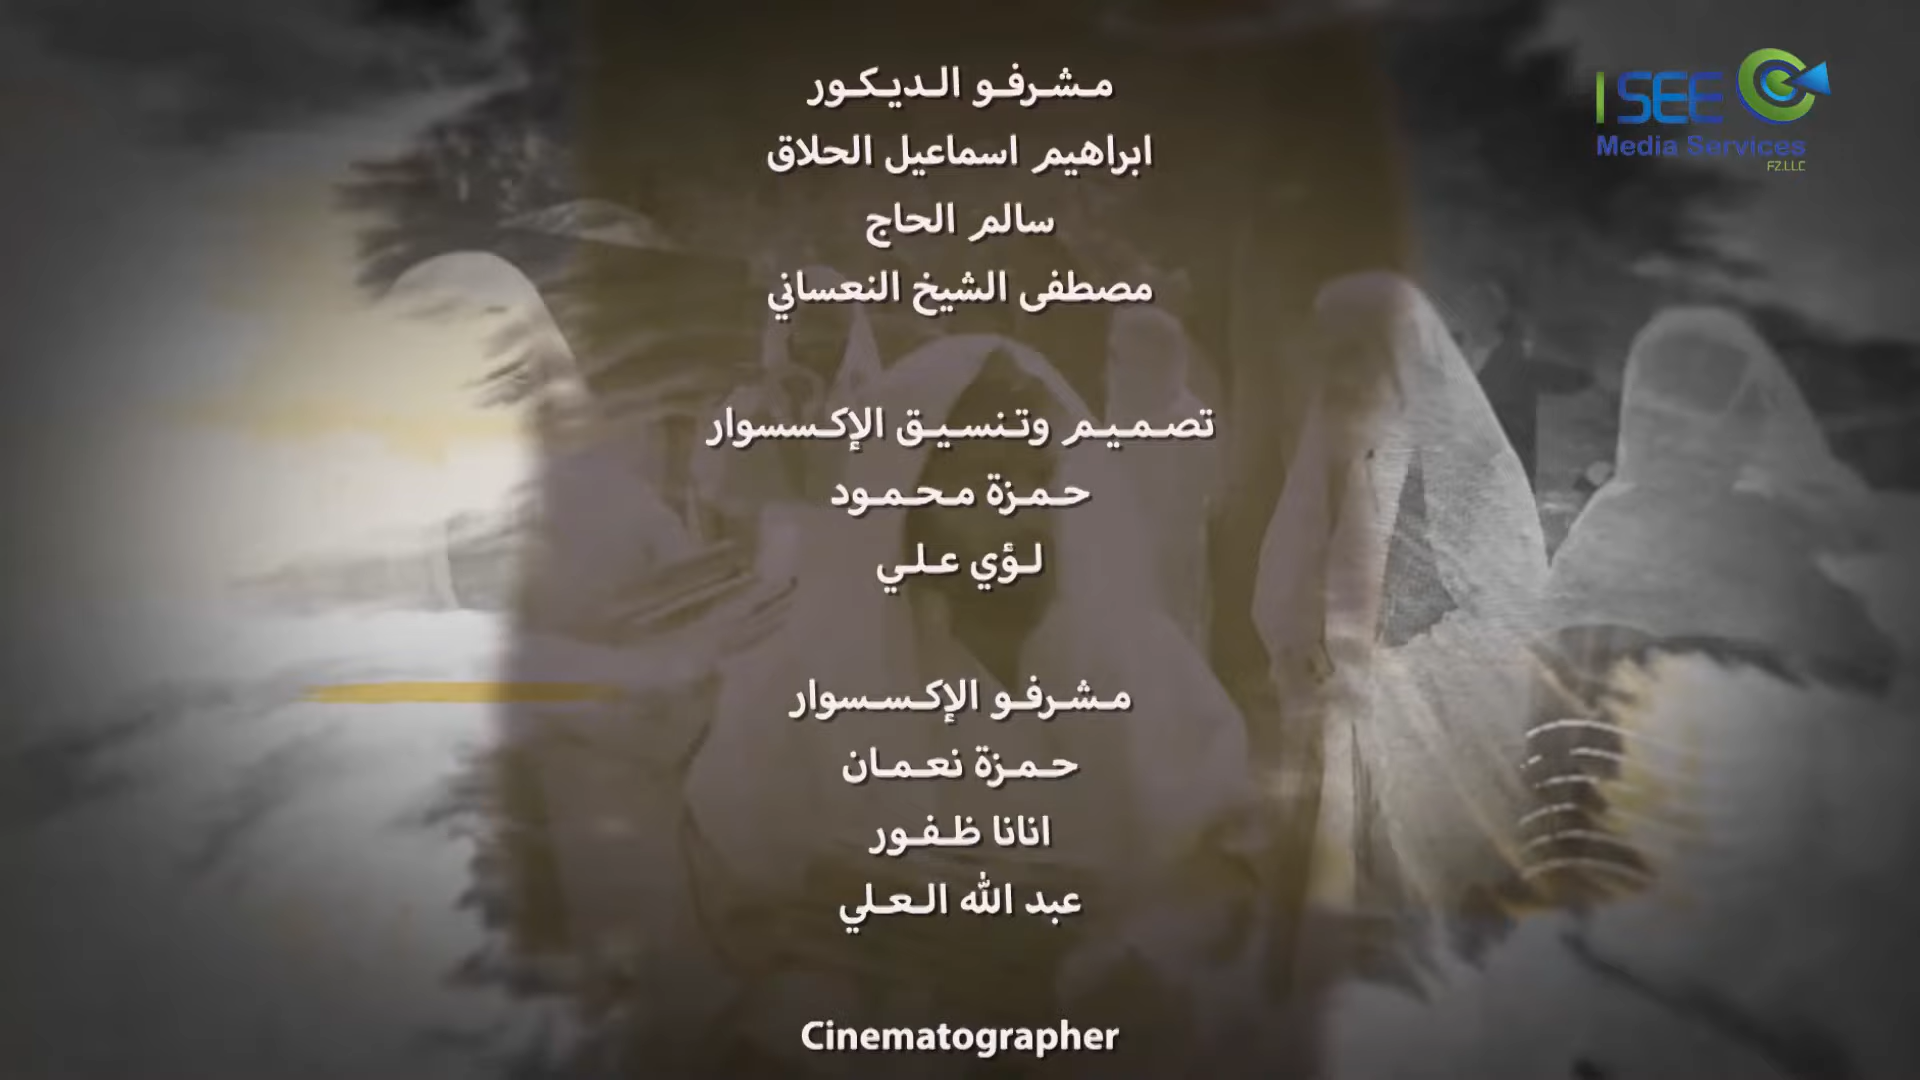 I SEE
Media Services
FZ.LLC
مشرفو الديكور
ابراهيم اسماعيل الحلاق
سالم الحاج
مصطفى الشيخ النعساني
تصميم وتنسيق الإكسسوار
حمزة محمود
لؤي علي
مشرفو الإكسسوار
حمزة نعمان
انانا ظفور
عبد الله العلي
Cinematographer